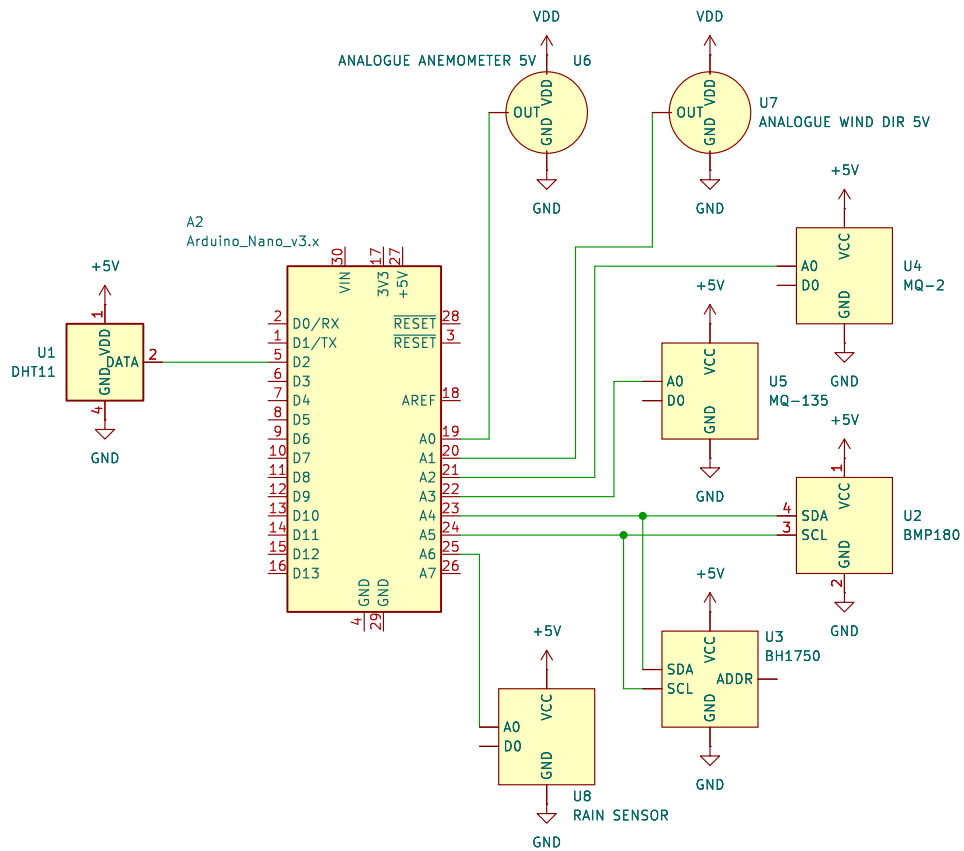 VDD
VDD
ANALOGUE ANEMOMETER 5V
U6
VDD
OUT
GND
GND
VDD
OUT
GND
U7
ANALOGUE WIND DIR 5V
GND
+5V
VCC
A0
D0
GND
U4
MQ-2
GND
A2
Arduino_Nano_v3.x
30
17
27
VIN
3V3
+5V
2 D0/RX
1 D1/TX
5 D2
6 D3
7 D4
8 D5
9 D6
10 D7
11 D8
12 D9
13 D10
14 D11
15 D12
16 D13
RESET 28
RESET 3
AREF 18
A0 19
A1 20
A2 21
A3 22
A4 23
A5 24
A6 25
A7 26
GND
GND
4
29
+5V
1
VDD
DATA 2
GND
4
U1
DHT11
GND
+5V
VCC
A0
D0
GND
U5
MQ-135
GND
+5V
1
VCC
4 SDA
3 SCL
GND
2
U2
BMP180
GND
+5V
VCC
SDA
SCL
ADDR
GND
U3
BH1750
GND
+5V
VCC
A0
D0
GND
U8
RAIN SENSOR
GND